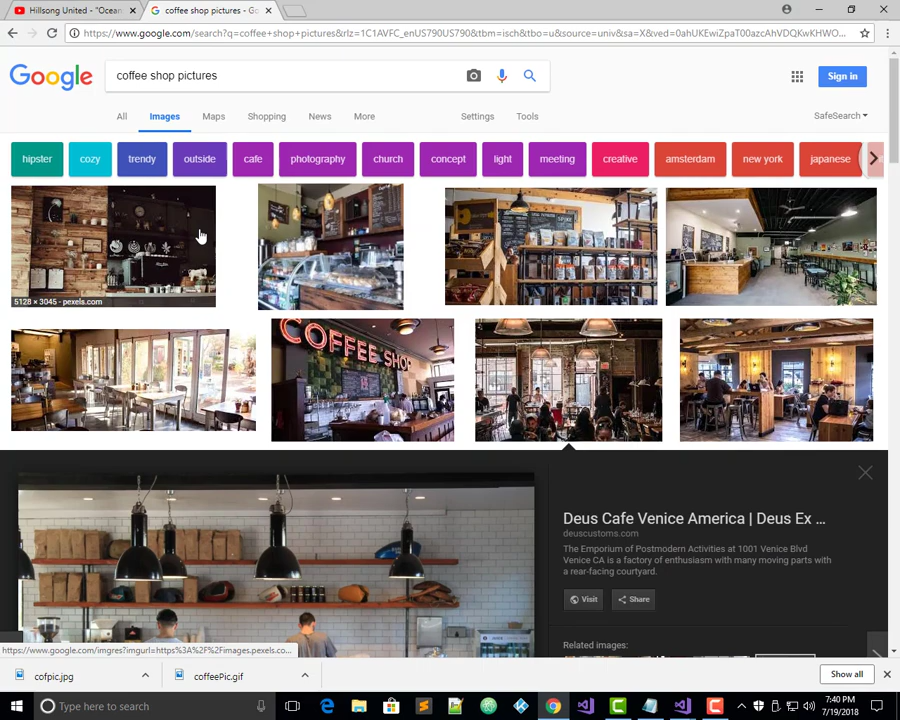 Hillsong United - "Ocean
coffee shop pictures - Go
https://www.google.com/search?q=coffee+shop+pictures&rlz=1C1AVFC_enUS790US790&tbm=isch&tbo=u&source=univ&sa=X&ved=0ahUKEwiZpaT00azcAhVDQKwKHWO...
Google
coffee shop pictures
Sign in
All Images Maps Shopping News More Settings Tools
SafeSearch
hipster cozy trendy outside cafe photography church concept light meeting creative amsterdam new york japanese
5128 × 3045 - pexels.com
COFFEE SHOP
Deus Cafe Venice America | Deus Ex ...
deuscustoms.com
The Emporium of Postmodern Activities at 1001 Venice Blvd
Venice CA is a factory of enthusiasm with many moving parts with
a rear-facing courtyard.
Visit Share
Related images:
https://www.google.com/imgres?imgurl=https%3A%2F%2Fimages.pexels.co...
cofpic.jpg
coffeePic.gif
Show all
Type here to search
7:40 PM
7/19/2018